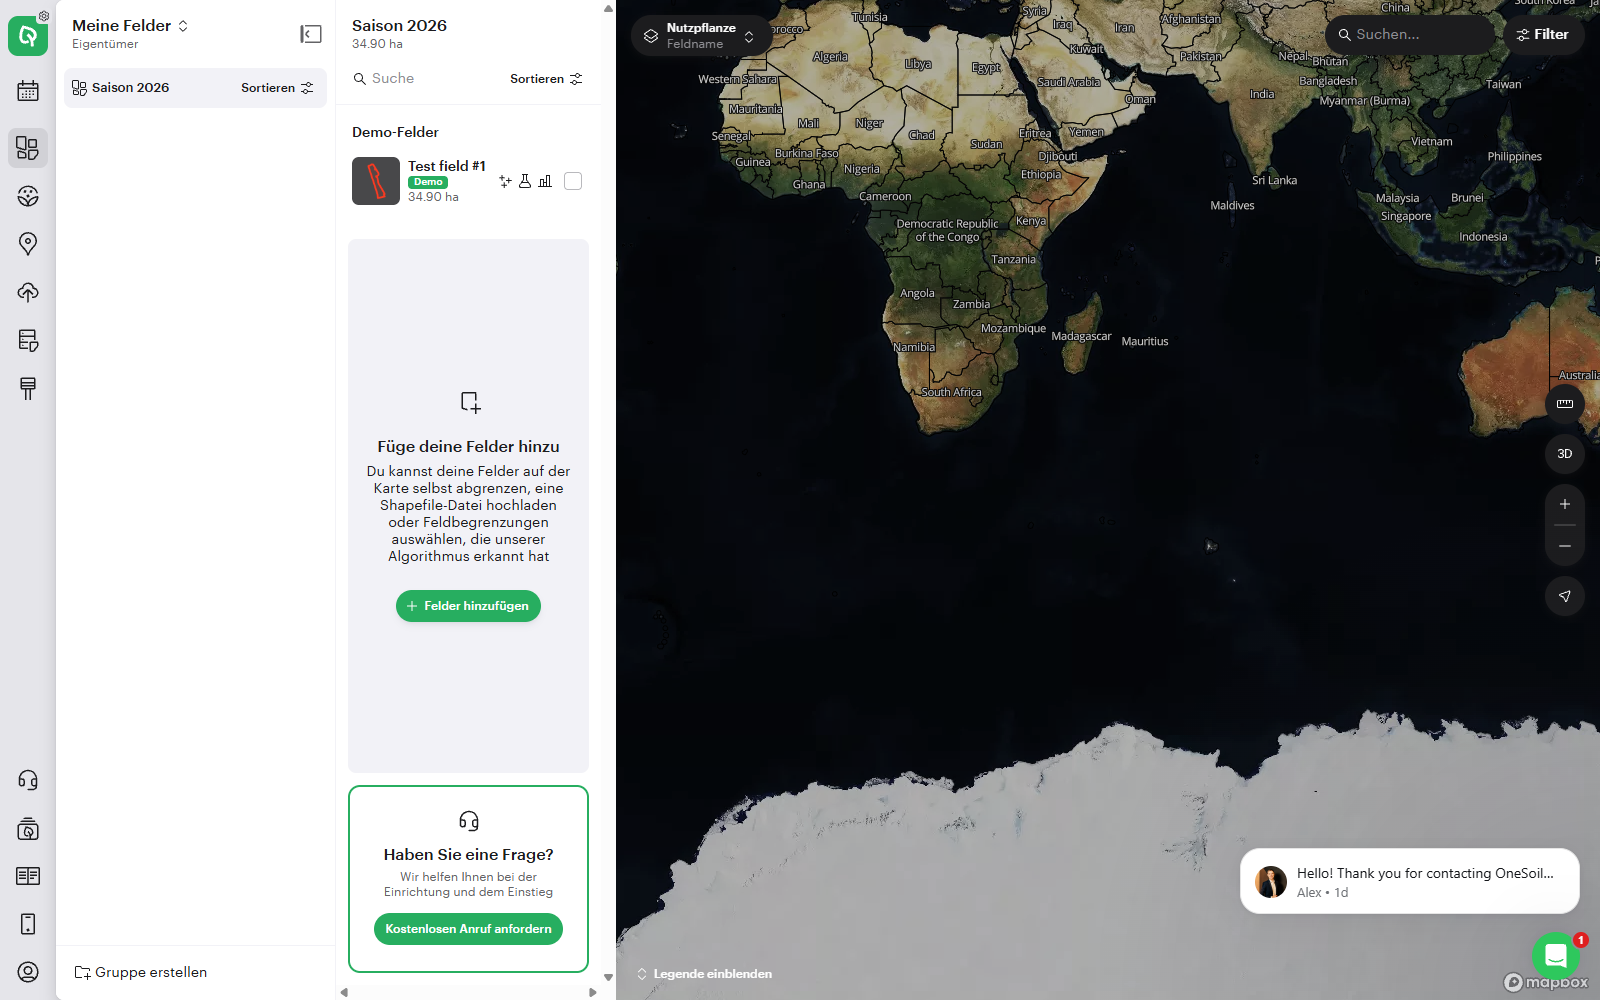 Meine Felder
Eigentümer
Saison 2026
Sortieren
Gruppe erstellen
Saison 2026
34.90 ha
Suche
Sortieren
Demo-Felder
Test field #1
Demo
34.90 ha
Füge deine Felder hinzu
Du kannst deine Felder auf der
Karte selbst abgrenzen, eine
Shapefile-Datei hochladen
oder Feldbegrenzungen
auswählen, die unserer
Algorithmus erkannt hat
Felder hinzufügen
Haben Sie eine Frage?
Wir helfen Ihnen bei der
Einrichtung und dem Einstieg
Kostenlosen Anruf anfordern
Nutzpflanze
Feldname
Suchen...
Filter
orocco
Tunisia
Syria
Iraq
Iran
Afghanistan
China
South Korea
Algeria
Libya
Egypt
Kuwait
Pakistan
Nepal
Bhutan
Western Sahara
Saudi Arabia
Bangladesh
Taiwan
Mauritania
Oman
India
Myanmar (Burma)
Mali
Niger
Chad
Sudan
Eritrea
Yemen
Senegal
Burkina Faso
Djibouti
Vietnam
Guinea
Nigeria
Ethiopia
Philippines
Ghana
Cameroon
Sri Lanka
Maldives
Malaysia
Brunei
Singapore
Democratic Republic
of the Congo
Kenya
Indonesia
Tanzania
P
Angola
Zambia
Mozambique
Madagascar
Mauritius
Namibia
South Africa
Australia
3D
Hello! Thank you for contacting OneSoil...
Alex • 1d
1
Legende einblenden
mapbox